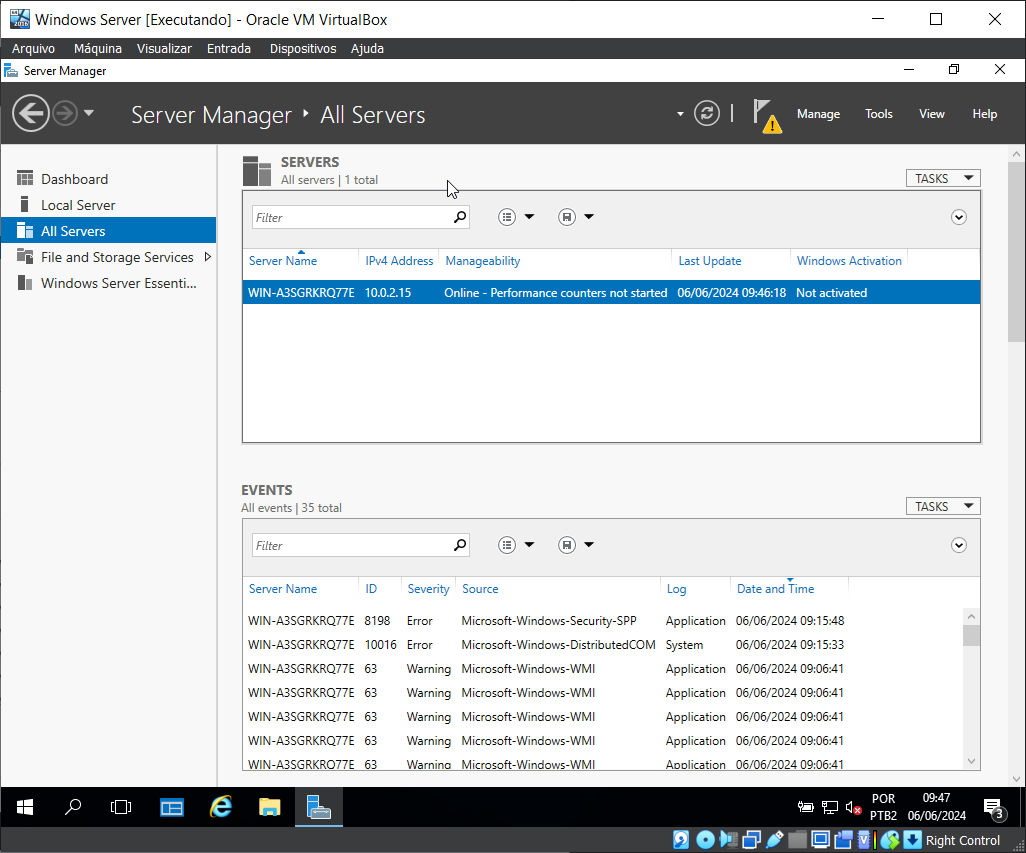 Windows Server [Executando] - Oracle VM VirtualBox
Arquivo Máquina Visualizar Entrada Dispositivos Ajuda
Server Manager
Server Manager All Servers
Manage Tools View Help
Dashboard
Local Server
All Servers
File and Storage Services
Windows Server Essenti...
SERVERS
All servers | 1 total
TASKS
Filter
Server Name IPv4 Address Manageability Last Update Windows Activation
WIN-A3SGRKRQ77E 10.0.2.15 Online - Performance counters not started 06/06/2024 09:46:18 Not activated
EVENTS
All events | 35 total
TASKS
Filter
Server Name ID Severity Source Log Date and Time
WIN-A3SGRKRQ77E 8198 Error Microsoft-Windows-Security-SPP Application 06/06/2024 09:15:48
WIN-A3SGRKRQ77E 10016 Error Microsoft-Windows-DistributedCOM System 06/06/2024 09:15:33
WIN-A3SGRKRQ77E 63 Warning Microsoft-Windows-WMI Application 06/06/2024 09:06:41
WIN-A3SGRKRQ77E 63 Warning Microsoft-Windows-WMI Application 06/06/2024 09:06:41
WIN-A3SGRKRQ77E 63 Warning Microsoft-Windows-WMI Application 06/06/2024 09:06:41
WIN-A3SGRKRQ77E 63 Warning Microsoft-Windows-WMI Application 06/06/2024 09:06:41
WIN-A3SGRKRQ77E 63 Warning Microsoft-Windows-WMI Application 06/06/2024 09:06:41
POR 09:47
PTB2 06/06/2024 3
Right Control